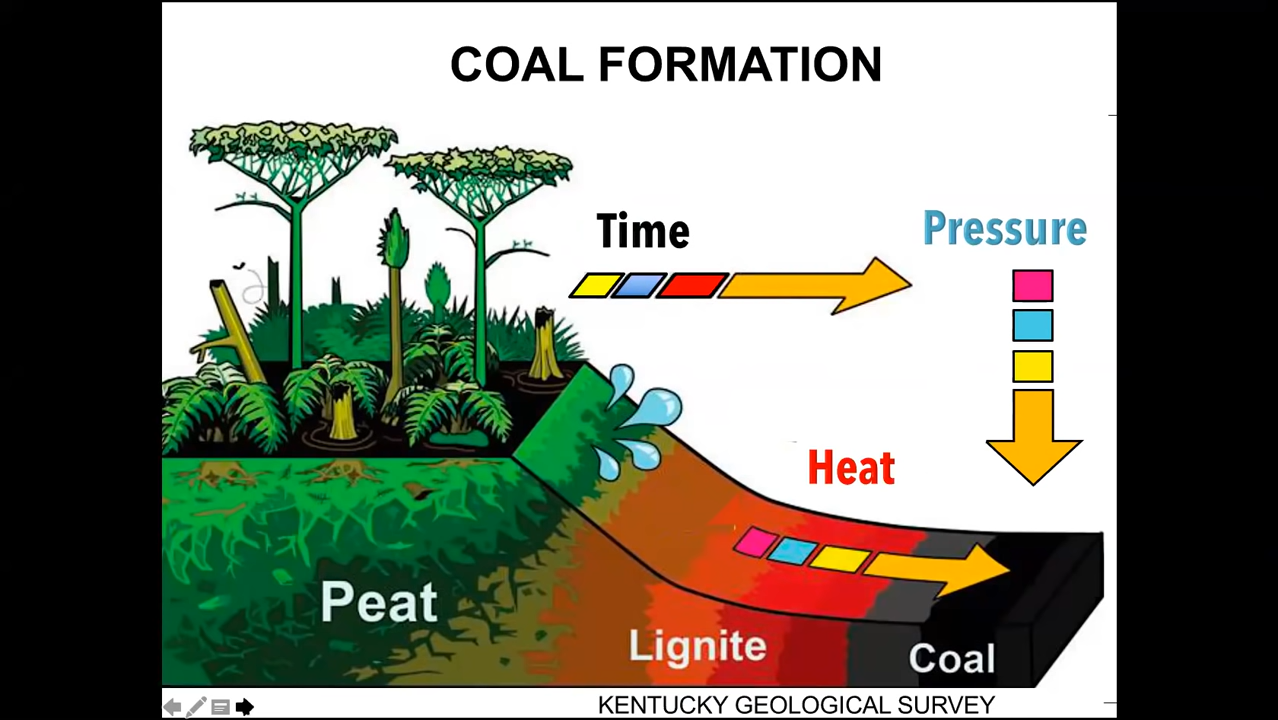 COAL FORMATION
Time
Pressure
Heat
Peat
Lignite
Coal
KENTUCKY GEOLOGICAL SURVEY